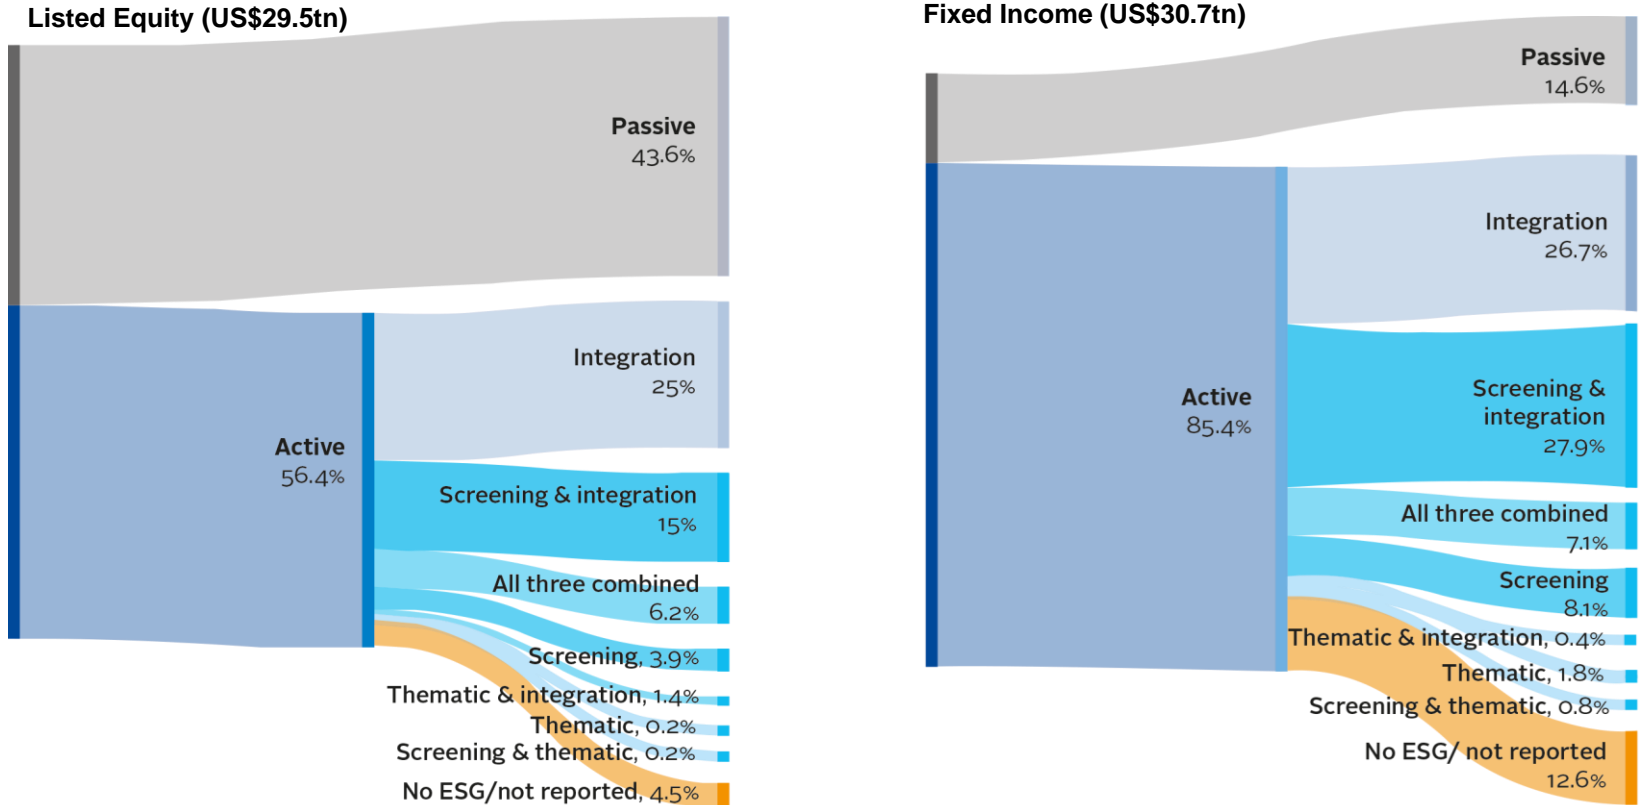 Listed Equity (US$29.5tn)
Passive
43.6%
Active
56.4%
Integration
25%
Screening & integration
15%
All three combined
6.2%
Screening, 3.9%
Thematic & integration, 1.4%
Thematic, 0.2%
Screening & thematic, 0.2%
No ESG/not reported, 4.5%
Fixed Income (US$30.7tn)
Passive
14.6%
Active
85.4%
Integration
26.7%
Screening &
integration
27.9%
All three combined
7.1%
Screening
8.1%
Thematic & integration, 0.4%
Thematic, 1.8%
Screening & thematic, 0.8%
No ESG/ not reported
12.6%